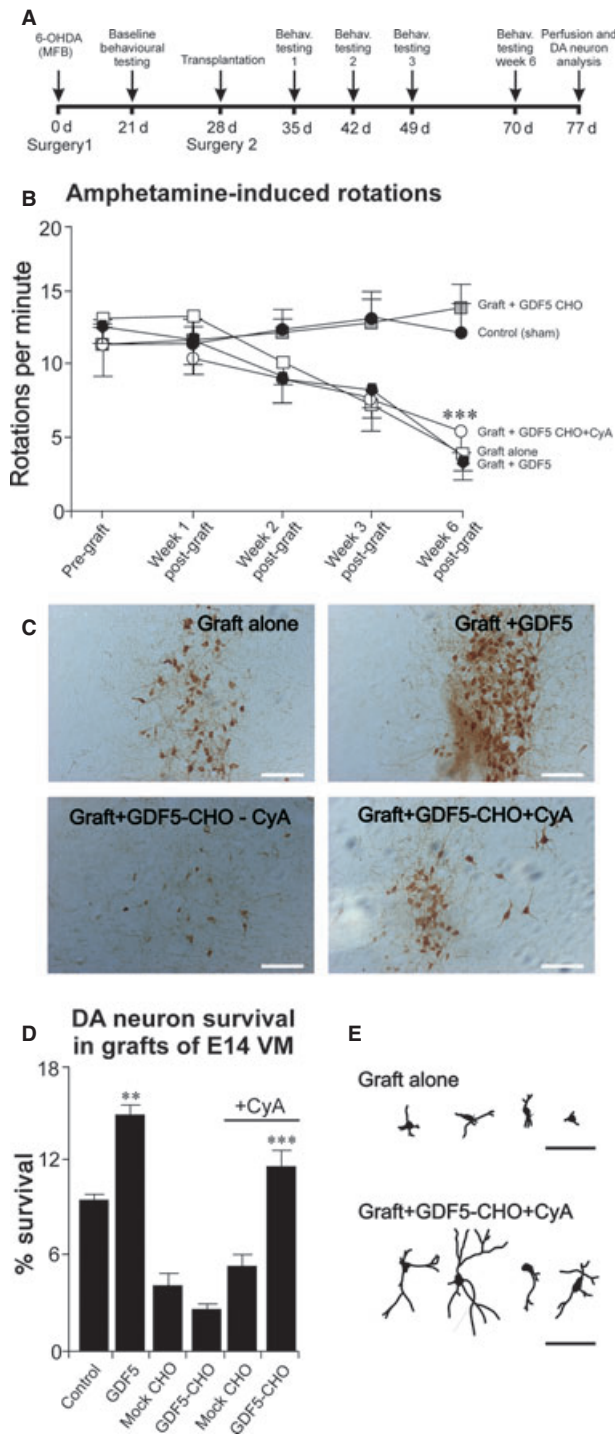 A
6-OHDA
(MFB)
Baseline
behavioural
testing
Transplantation
Behav.
testing
1
Behav.
testing
2
Behav.
testing
3
Behav.
testing
week 6
Perfusion and
DA neuron
analysis
0 d
21 d
28 d
35 d
42 d
49 d
70 d
77 d
Surgery1
Surgery 2
B
Amphetamine-induced rotations
Rotations per minute
20
15
10
5
0
Graft + GDF5 CHO
Control (sham)
***
Graft + GDF5 CHO+CyA
Graft alone
Graft + GDF5
Pre-graft
Week 1
post-graft
Week 2
post-graft
Week 3
post-graft
Week 6
post-graft
C
Graft alone
Graft +GDF5
Graft+GDF5-CHO - CyA
Graft+GDF5-CHO+CyA
D
DA neuron survival
in grafts of E14 VM
% survival
18
12
6
0
**
+CyA
***
Control
GDF5
Mock CHO
GDF5-CHO
Mock CHO
GDF5-CHO
E
Graft alone
Graft+GDF5-CHO+CyA